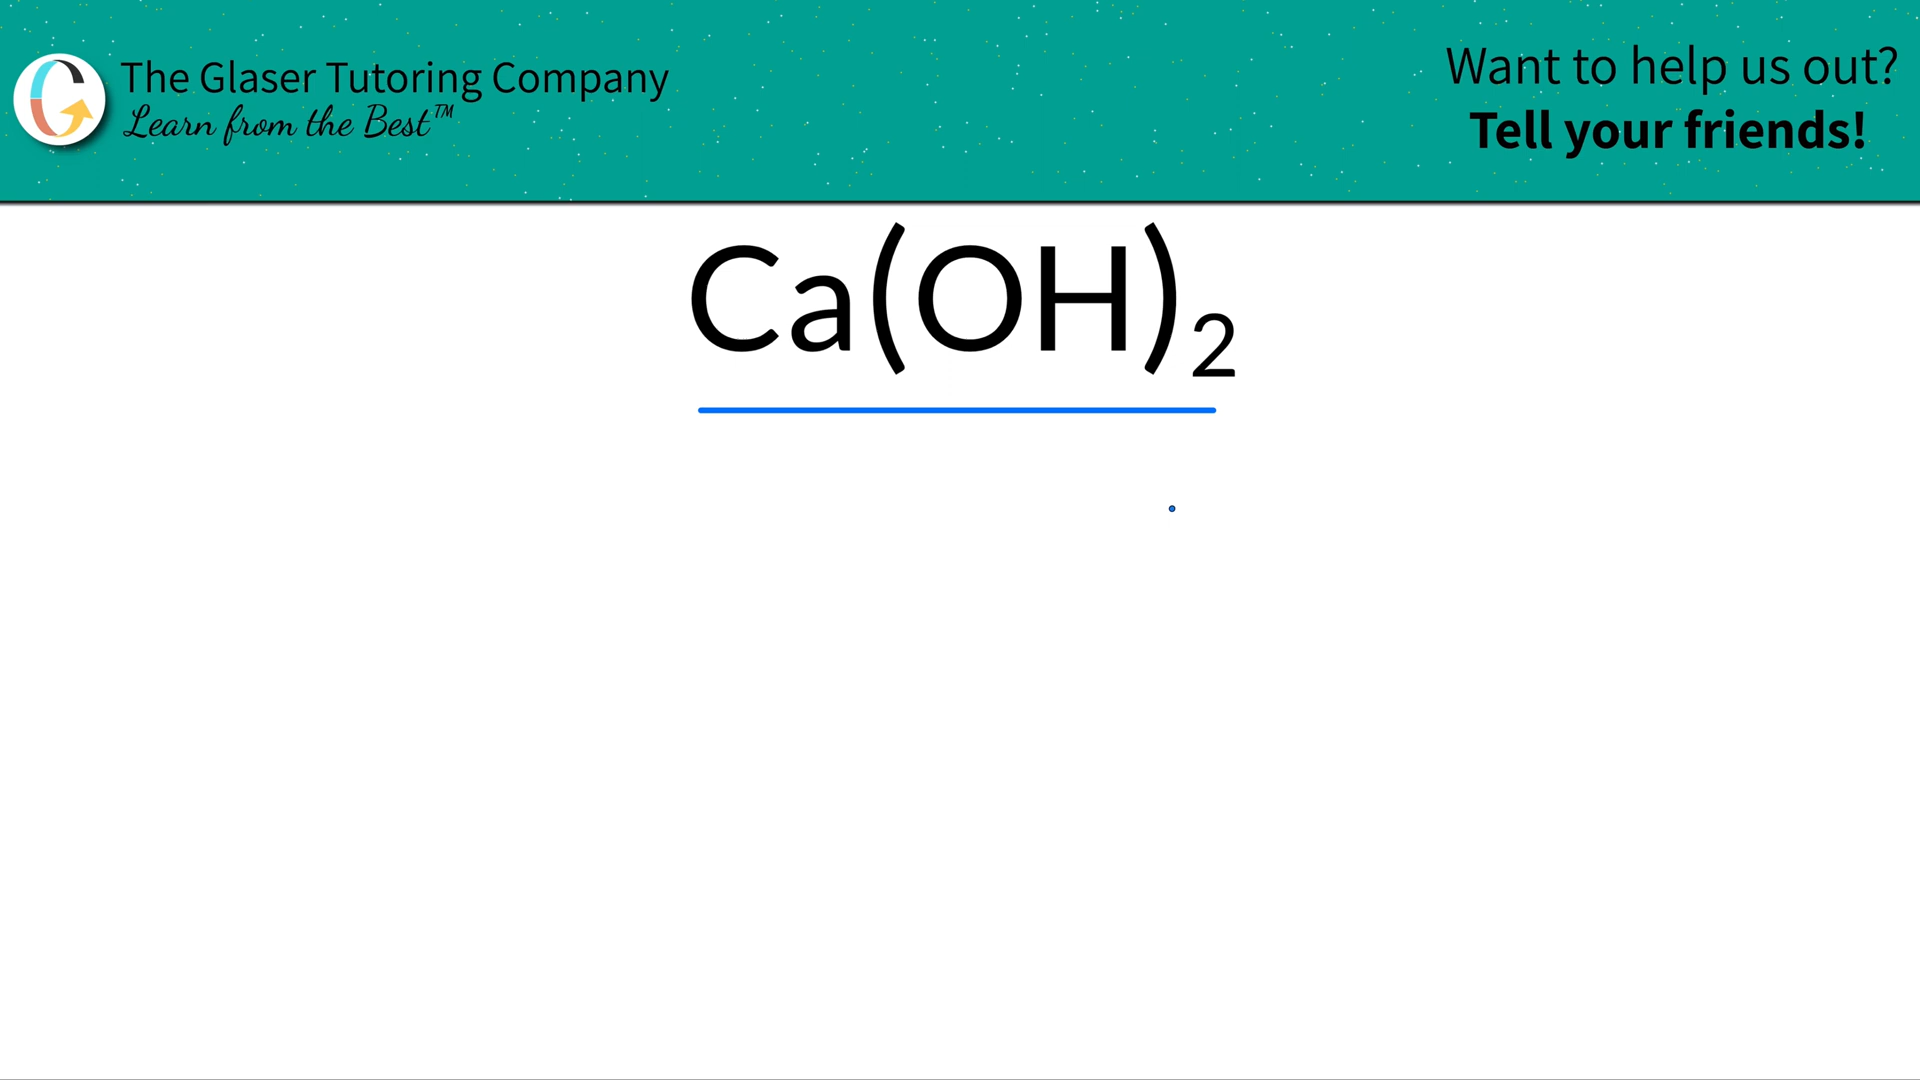 The Glaser Tutoring Company
Learn from the Best™
Want to help us out?
Tell your friends!
Ca(OH)₂